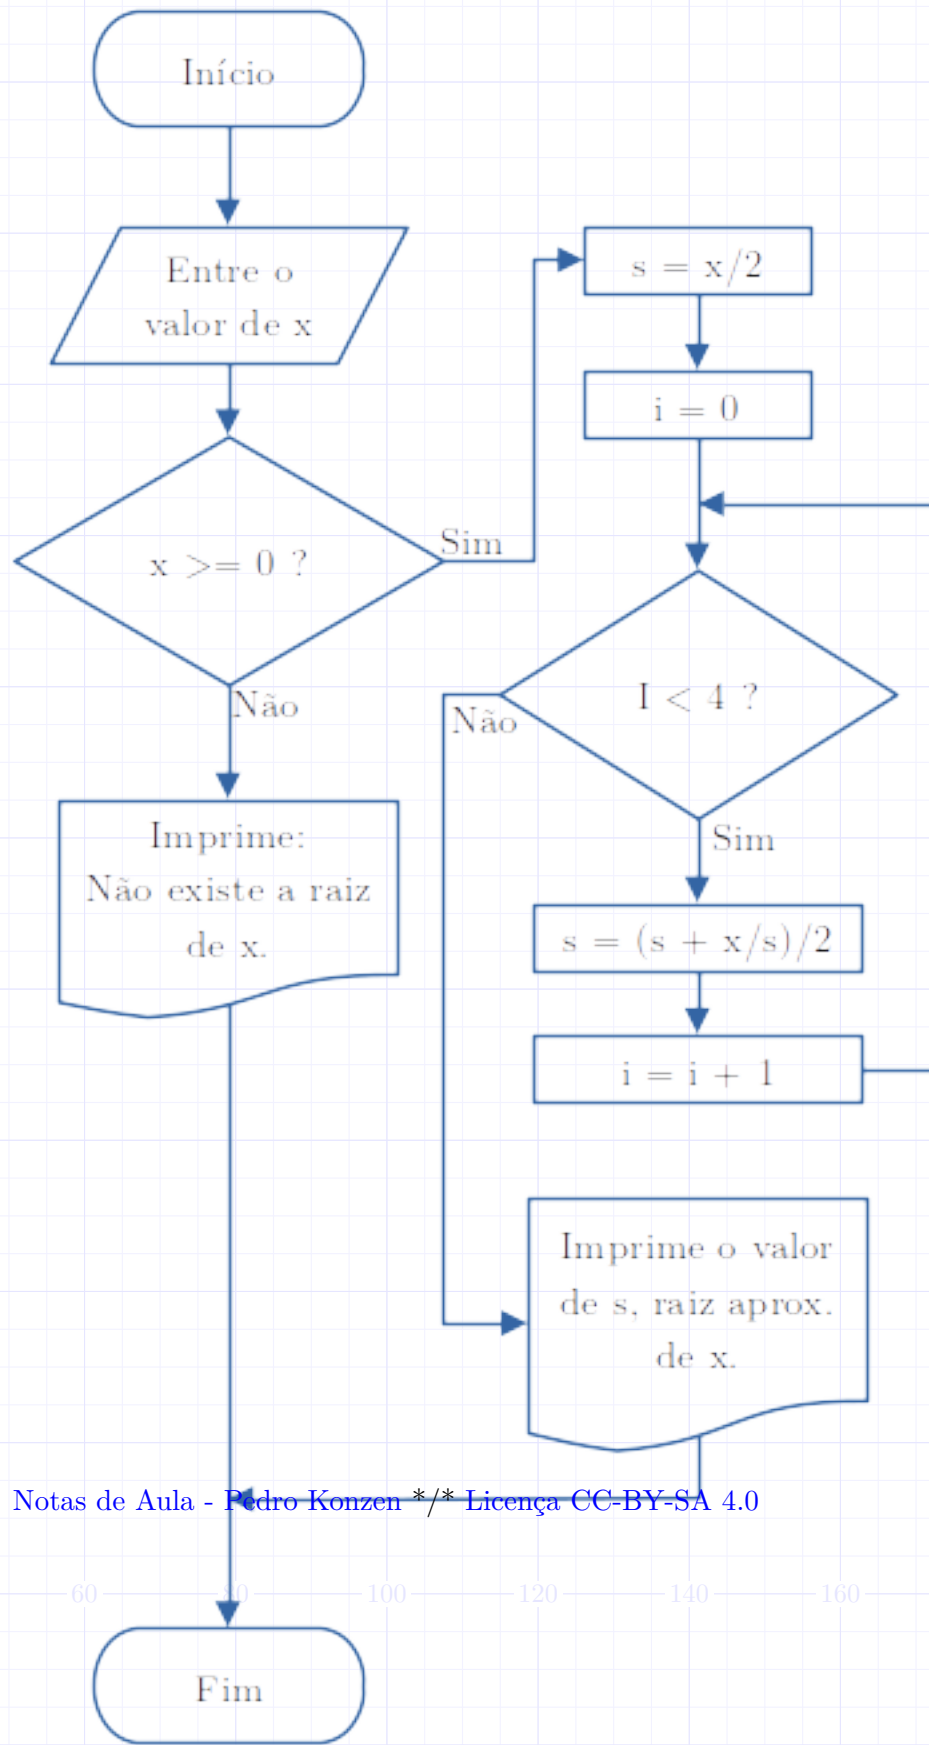 Início
Entre o
valor de x
x >= 0 ?
Sim
Não
Imprime:
Não existe a raiz
de x.
s = x/2
i = 0
I < 4 ?
Não
Sim
s = (s + x/s)/2
i = i + 1
Imprime o valor
de s, raiz aprox.
de x.
Notas de Aula - Pedro Konzen */* Licença CC-BY-SA 4.0
60 80 100 120 140 160
Fim